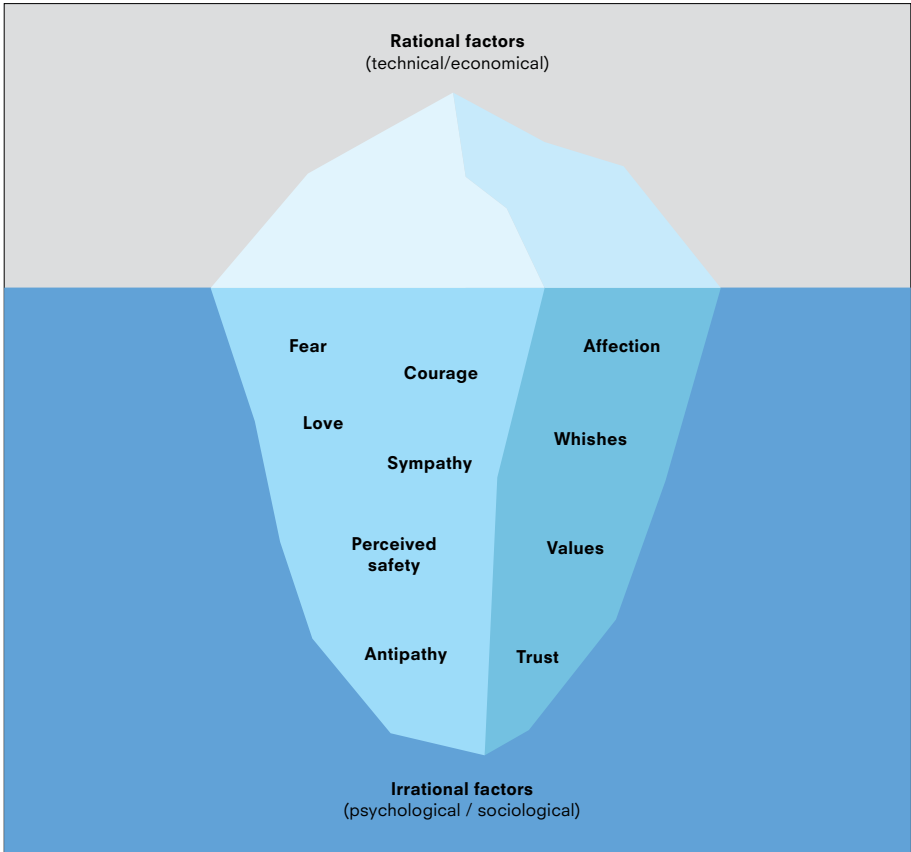 Rational factors
(technical/economical)
Fear
Affection
Courage
Love
Whishes
Sympathy
Perceived
safety
Values
Antipathy
Trust
Irrational factors
(psychological / sociological)